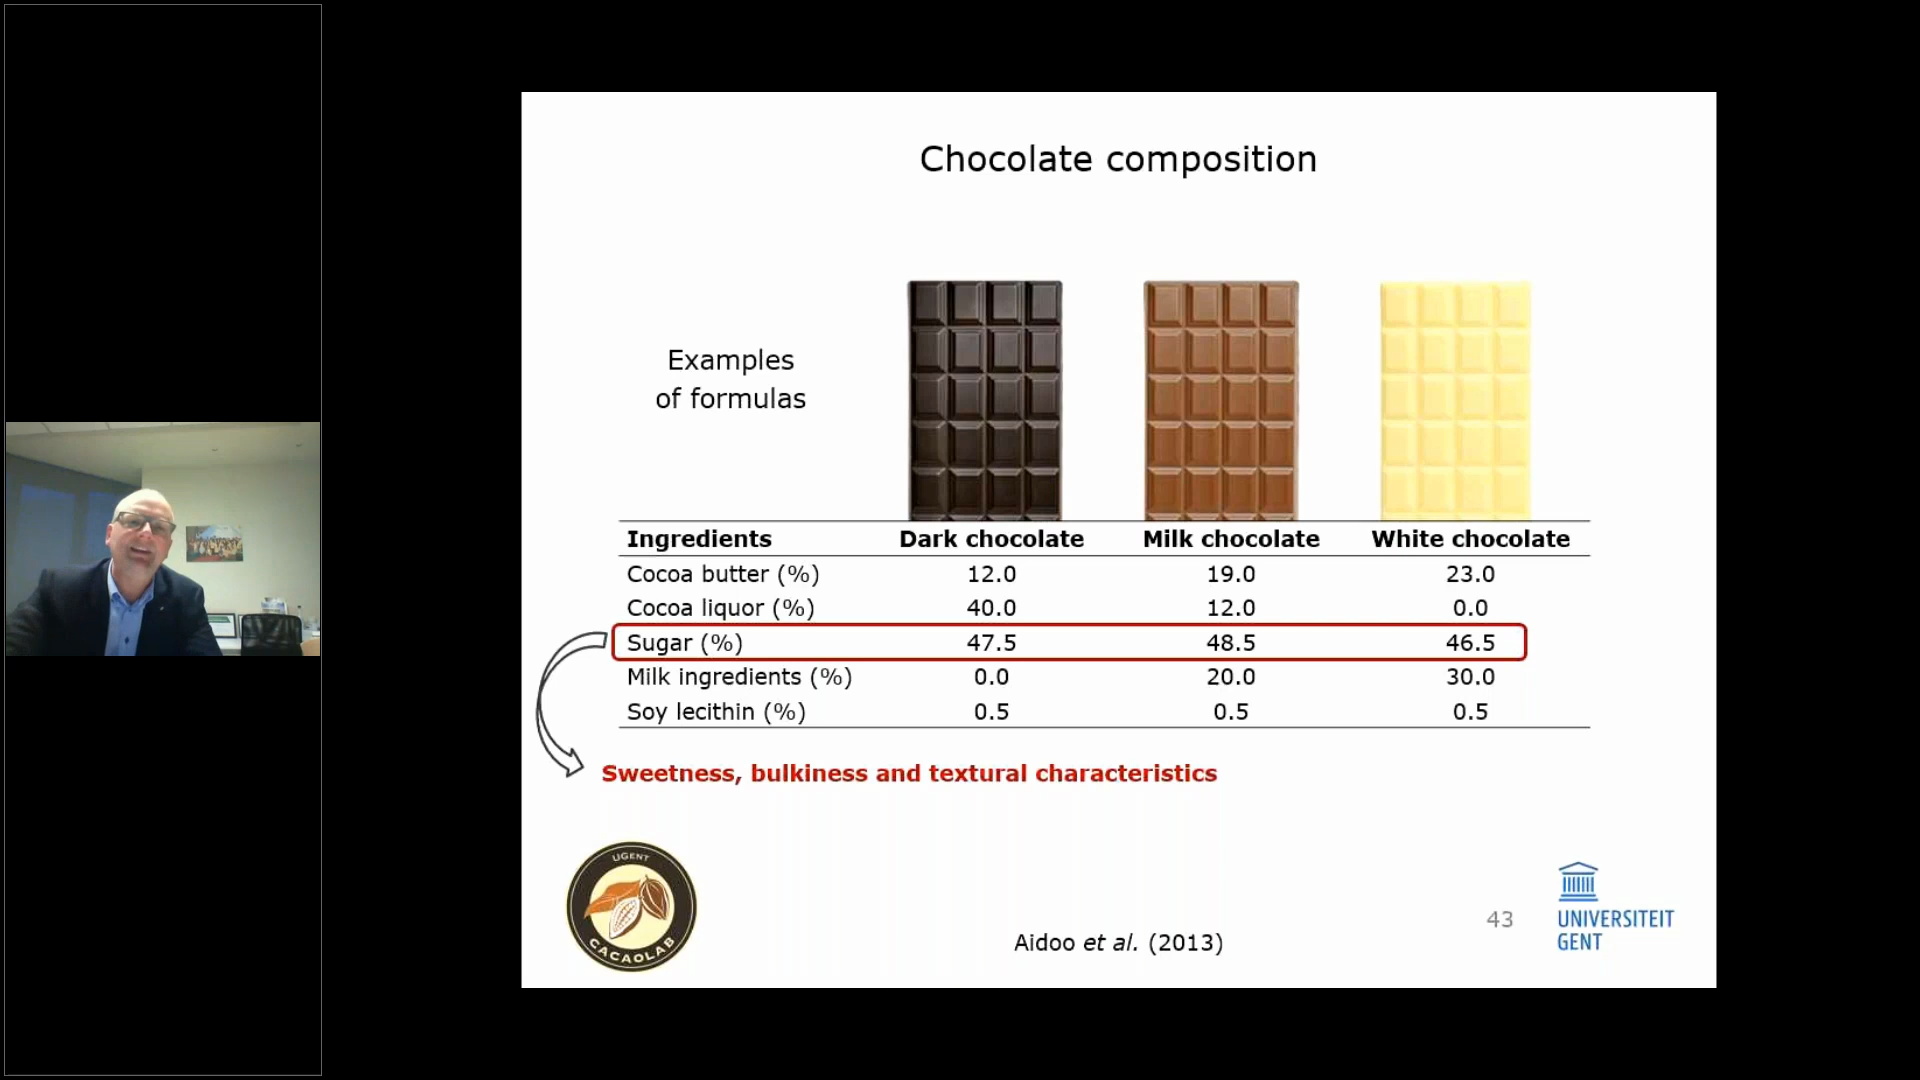 Chocolate composition
Examples
of formulas
Ingredients Dark chocolate Milk chocolate White chocolate
Cocoa butter (%) 12.0 19.0 23.0
Cocoa liquor (%) 40.0 12.0 0.0
Sugar (%) 47.5 48.5 46.5
Milk ingredients (%) 0.0 20.0 30.0
Soy lecithin (%) 0.5 0.5 0.5
Sweetness, bulkiness and textural characteristics
UGENT
CACAOLAB
Aidoo et al. (2013)
43
UNIVERSITEIT
GENT